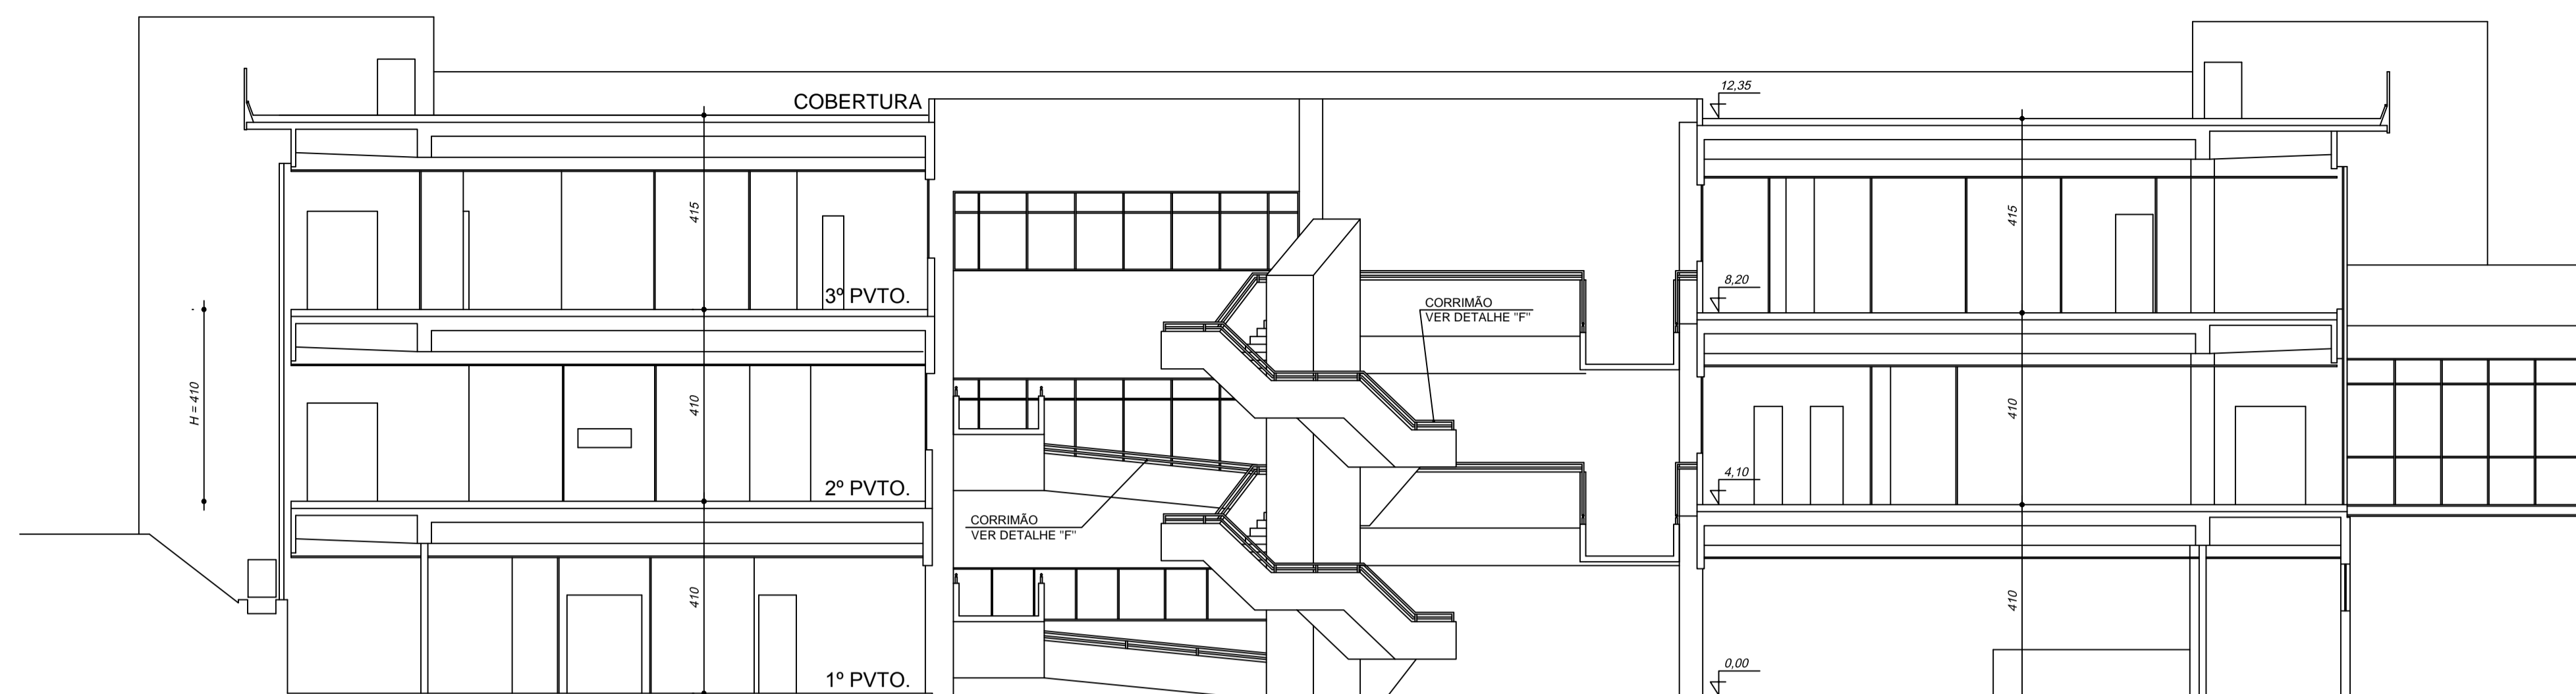 COBERTURA
12,35
415
415
3º PVTO.
8,20
CORRIMÃO
VER DETALHE "F"
H = 410
410
410
2º PVTO.
4,10
CORRIMÃO
VER DETALHE "F"
410
410
1º PVTO.
0,00